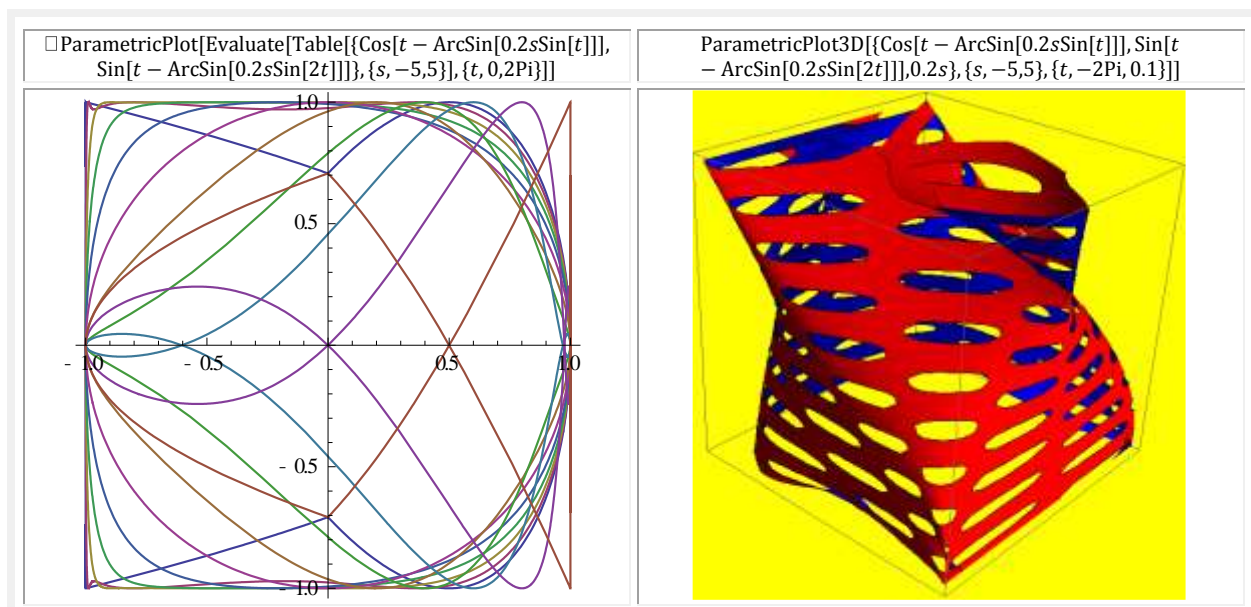 □ParametricPlot[Evaluate[Table[{Cos[t − ArcSin[0.2sSin[t]]],
Sin[t − ArcSin[0.2sSin[2t]]]},{s, −5,5}],{t, 0,2Pi}]]
ParametricPlot3D[{Cos[t − ArcSin[0.2sSin[t]]], Sin[t
− ArcSin[0.2sSin[2t]]],0.2s},{s, −5,5},{t, −2Pi, 0.1}]]
1.0
0.5
- 1.0
- 0.5
0.5
1.0
- 0.5
- 1.0